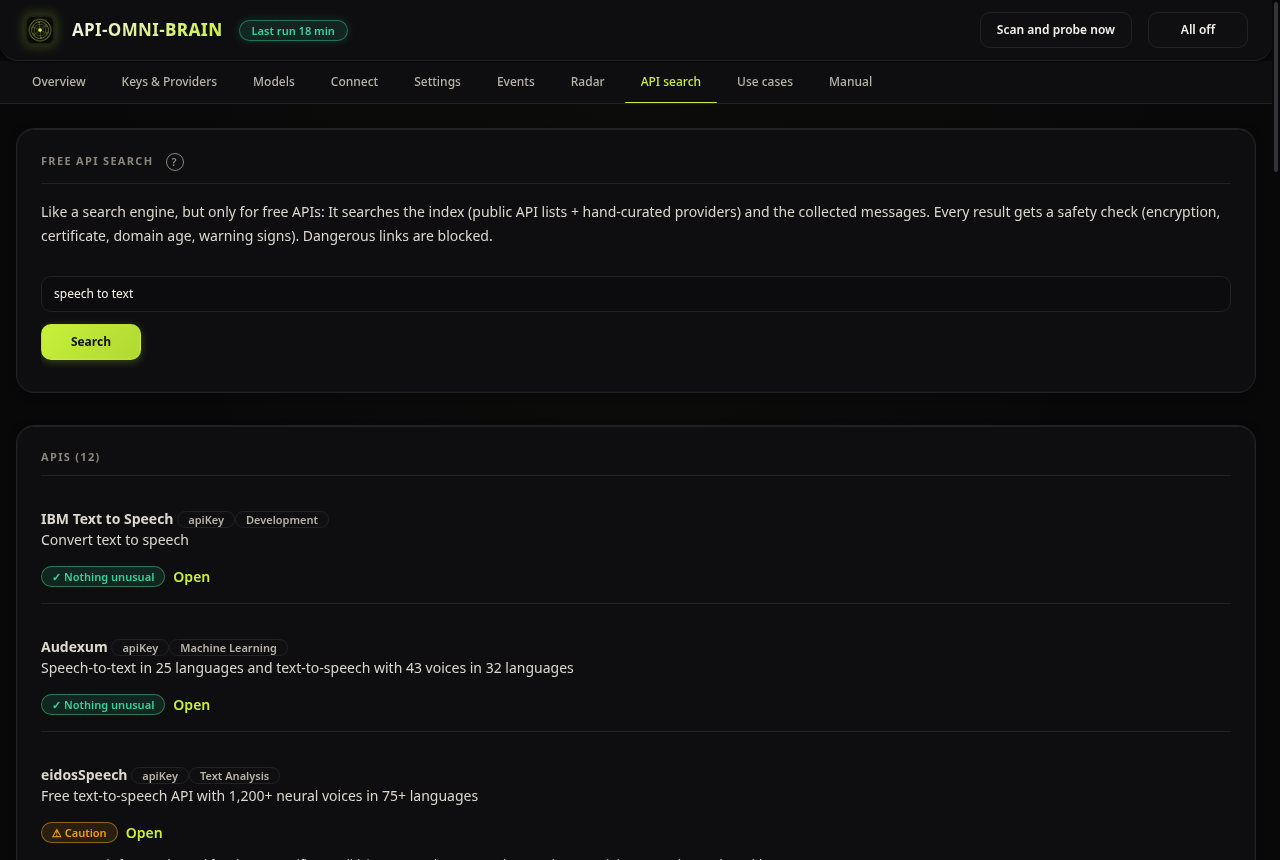 API-OMNI-BRAIN
Last run 18 min
Scan and probe now
All off
Overview
Keys & Providers
Models
Connect
Settings
Events
Radar
API search
Use cases
Manual
FREE API SEARCH ?
Like a search engine, but only for free APIs: It searches the index (public API lists + hand-curated providers) and the collected messages. Every result gets a safety check (encryption,
certificate, domain age, warning signs). Dangerous links are blocked.
speech to text
Search
APIS (12)
IBM Text to Speech apiKey Development
Convert text to speech
✓ Nothing unusual Open
Audexum apiKey Machine Learning
Speech-to-text in 25 languages and text-to-speech with 43 voices in 32 languages
✓ Nothing unusual Open
eidosSpeech apiKey Text Analysis
Free text-to-speech API with 1,200+ neural voices in 75+ languages
⚠ Caution Open